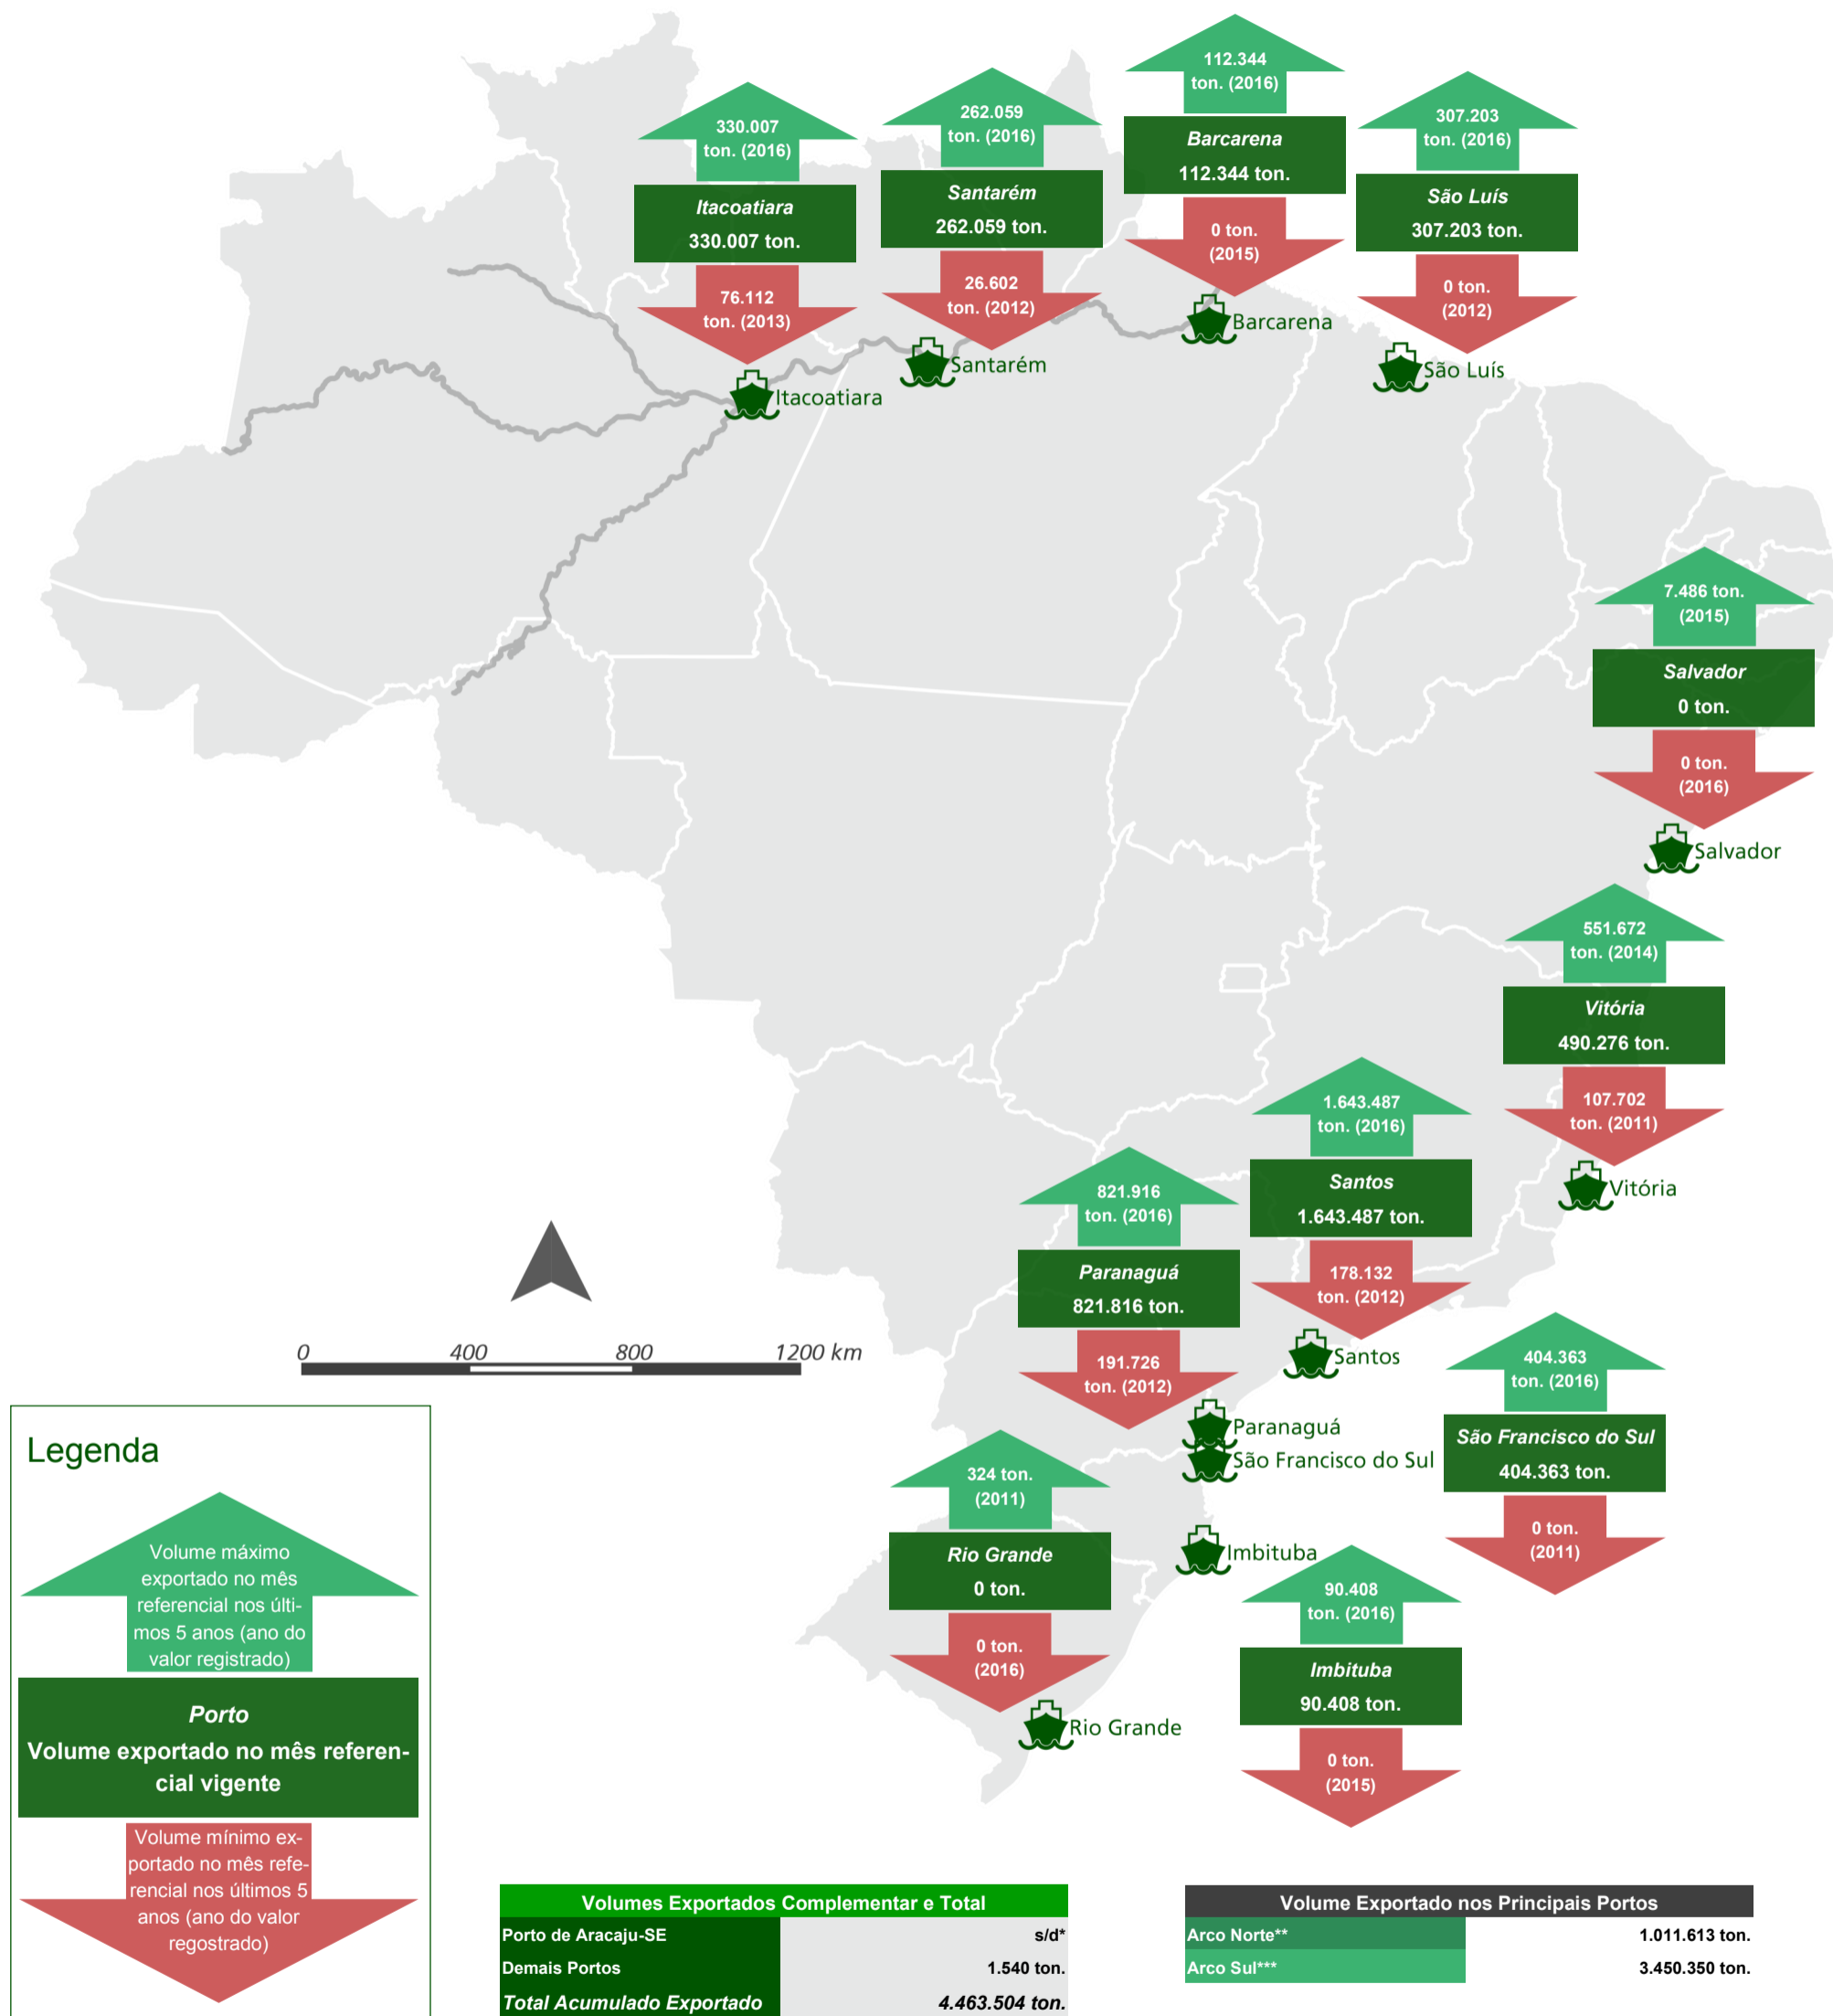 112.344
ton. (2016)
Barcarena
112.344 ton.
0 ton.
(2015)
330.007
ton. (2016)
Itacoatiara
330.007 ton.
76.112
ton. (2013)
262.059
ton. (2016)
Santarém
262.059 ton.
26.602
ton. (2012)
307.203
ton. (2016)
São Luís
307.203 ton.
0 ton.
(2012)
Barcarena
Santarém
São Luís
Itacoatiara
7.486 ton.
(2015)
Salvador
0 ton.
0 ton.
(2016)
Salvador
551.672
ton. (2014)
Vitória
490.276 ton.
107.702
ton. (2011)
Vitória
1.643.487
ton. (2016)
Santos
1.643.487 ton.
178.132
ton. (2012)
Santos
821.916
ton. (2016)
Paranaguá
821.816 ton.
191.726
ton. (2012)
Paranaguá
São Francisco do Sul
404.363
ton. (2016)
São Francisco do Sul
404.363 ton.
0 ton.
(2011)
324 ton.
(2011)
Rio Grande
0 ton.
0 ton.
(2016)
Rio Grande
Imbituba
90.408
ton. (2016)
Imbituba
90.408 ton.
0 ton.
(2015)
0 400 800 1200 km
Legenda
Volume máximo
exportado no mês
referencial nos últi-
mos 5 anos (ano do
valor registrado)
Porto
Volume exportado no mês referen-
cial vigente
Volume mínimo ex-
portado no mês refe-
rencial nos últimos 5
anos (ano do valor
regostrado)
Volumes Exportados Complementar e Total
Porto de Aracaju-SE s/d*
Demais Portos 1.540 ton.
Total Acumulado Exportado 4.463.504 ton.
Volume Exportado nos Principais Portos
Arco Norte** 1.011.613 ton.
Arco Sul*** 3.450.350 ton.